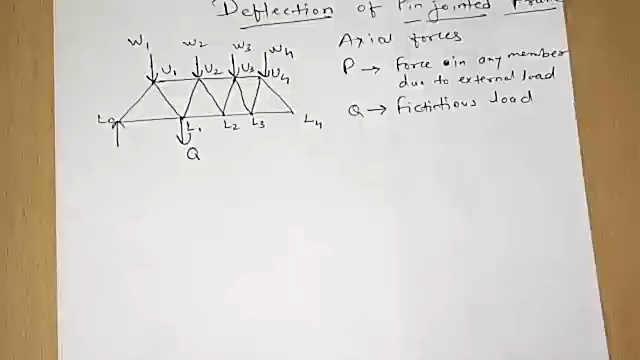 Deflection of Pin jointed Frame
Axial forces
P → Force in any member
due to external load
Q → Fictitious load
W1 W2 W3 W4
U1 U2 U3 U4
L0 L1 L2 L3 L4
Q